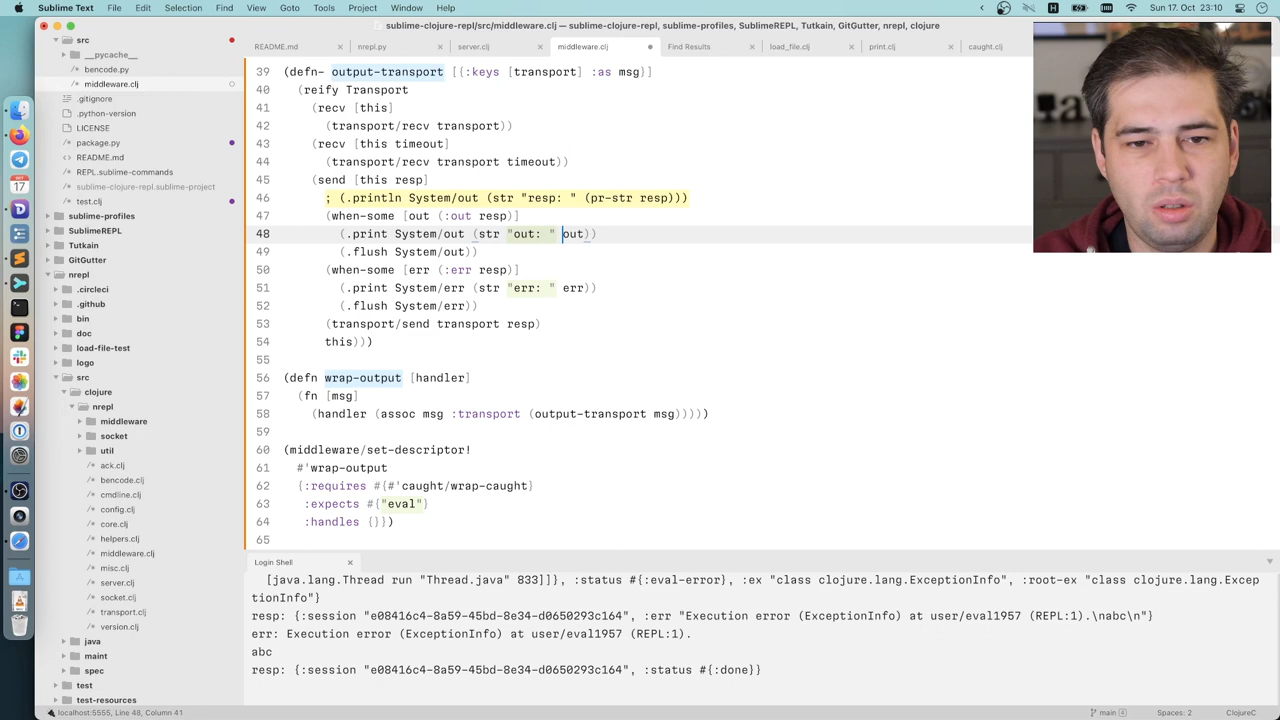 Sublime Text File Edit Selection Find View Goto Tools Project Window Help Sun 17. Oct 23:10
sublime-clojure-repl/src/middleware.clj — sublime-clojure-repl, sublime-profiles, SublimeREPL, Tutkain, GitGutter, nrepl, clojure
src
__pycache__
bencode.py
middleware.clj
.gitignore
.python-version
LICENSE
package.py
README.md
REPL.sublime-commands
sublime-clojure-repl.sublime-project
test.clj
sublime-profiles
SublimeREPL
Tutkain
GitGutter
nrepl
.circleci
.github
bin
doc
load-file-test
logo
src
clojure
nrepl
middleware
socket
util
ack.clj
bencode.clj
cmdline.clj
config.clj
core.clj
helpers.clj
middleware.clj
misc.clj
server.clj
socket.clj
transport.clj
version.clj
java
maint
spec
test
test-resources
README.md nrepl.py server.clj middleware.clj Find Results load_file.clj print.clj caught.clj
39 (defn- output-transport [{:keys [transport] :as msg}]
40 (reify Transport
41 (recv [this]
42 (transport/recv transport))
43 (recv [this timeout]
44 (transport/recv transport timeout))
45 (send [this resp]
46 ; (.println System/out (str "resp: " (pr-str resp)))
47 (when-some [out (:out resp)]
48 (.print System/out (str "out: " out))
49 (.flush System/out))
50 (when-some [err (:err resp)]
51 (.print System/err (str "err: " err))
52 (.flush System/err))
53 (transport/send transport resp)
54 this)))
55
56 (defn wrap-output [handler]
57 (fn [msg]
58 (handler (assoc msg :transport (output-transport msg)))))
59
60 (middleware/set-descriptor!
61 #'wrap-output
62 {:requires #{#'caught/wrap-caught}
63 :expects #{"eval"}
64 :handles {}})
65
Login Shell
[java.lang.Thread run "Thread.java" 833]]}, :status #{:eval-error}, :ex "class clojure.lang.ExceptionInfo", :root-ex "class clojure.lang.Excep
tionInfo"}
resp: {:session "e08416c4-8a59-45bd-8e34-d0650293c164", :err "Execution error (ExceptionInfo) at user/eval1957 (REPL:1).\nabc\n"}
err: Execution error (ExceptionInfo) at user/eval1957 (REPL:1).
abc
resp: {:session "e08416c4-8a59-45bd-8e34-d0650293c164", :status #{:done}}
localhost:5555, Line 48, Column 41 main 4 Spaces: 2 ClojureC